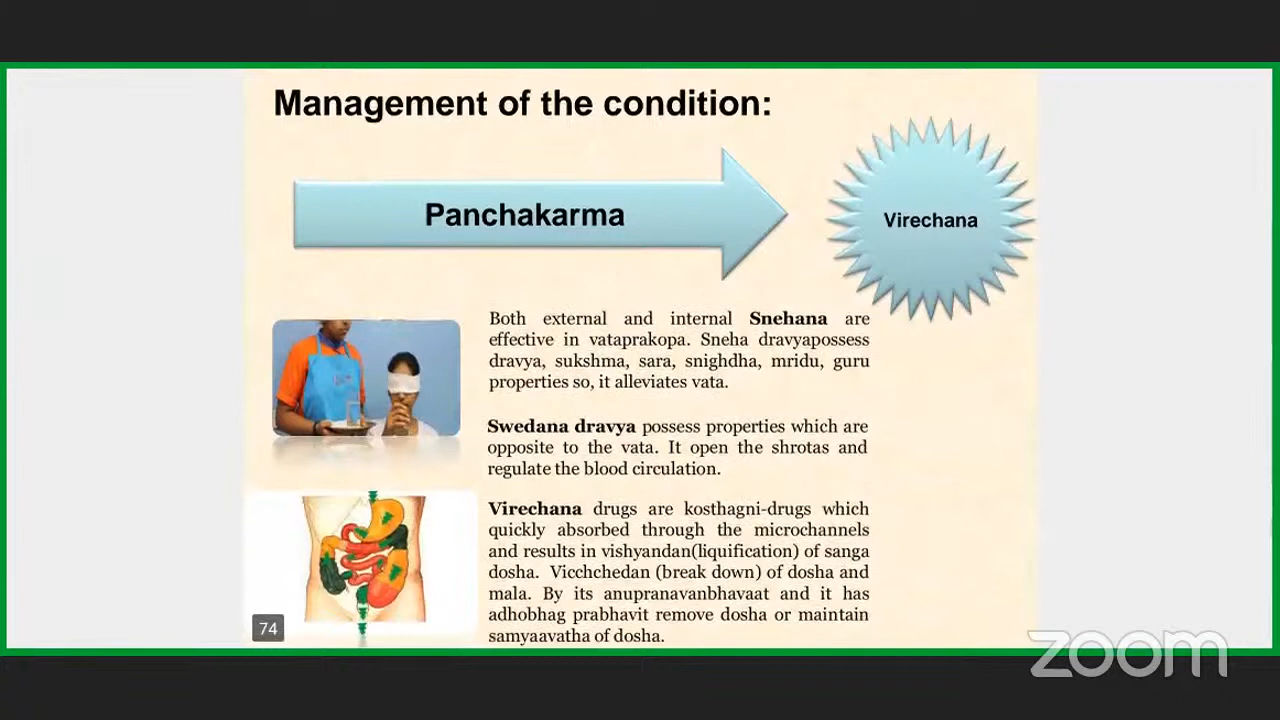 Management of the condition:
Panchakarma
Virechana
Both external and internal Snehana are
effective in vataprakopa. Sneha dravyapossess
dravya, sukshma, sara, snighdha, mridu, guru
properties so, it alleviates vata.
Swedana dravya possess properties which are
opposite to the vata. It open the shrotas and
regulate the blood circulation.
Virechana drugs are kosthagni-drugs which
quickly absorbed through the microchannels
and results in vishyandan(liquification) of sanga
dosha. Vicchchedan (break down) of dosha and
mala. By its anupranavanbhavaat and it has
adhobhag prabhavit remove dosha or maintain
samyaavatha of dosha.
74
zoom